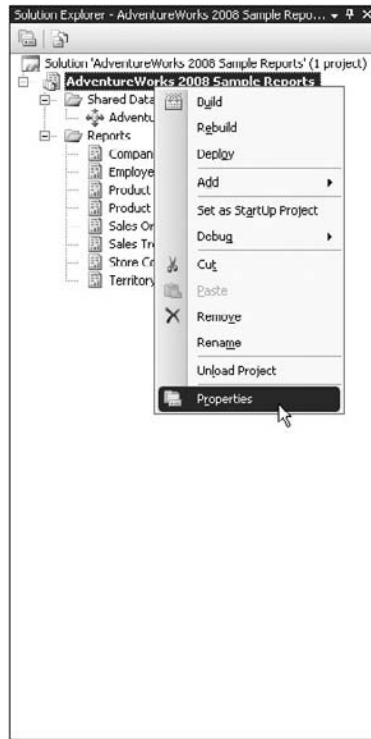 Solution Explorer - AdventureWorks 2008 Sample Repo...
Solution 'AdventureWorks 2008 Sample Reports' (1 project)
AdventureWorks 2008 Sample Reports
Shared Data
Adventu
Reports
Compan
Employe
Product
Product
Sales Or
Sales Tr
Store Co
Territory
Build
Rebuild
Deploy
Add
Set as StartUp Project
Debug
Cut
Paste
Remove
Rename
Unload Project
Properties